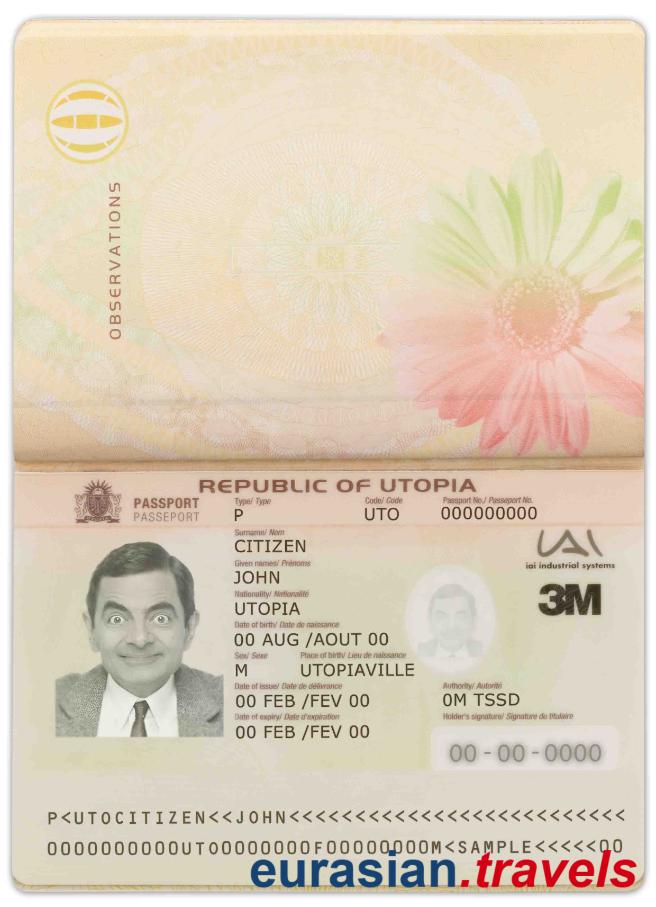 OBSERVATIONS
REPUBLIC OF UTOPIA
PASSPORT
PASSEPORT
Type/ Type
Code/ Code
Passport No./ Passeport No.
P
UTO
000000000
Surname/ Nom
CITIZEN
Given names/ Prénoms
JOHN
Nationality/ Nationalité
UTOPIA
Date of birth/ Date de naissance
00 AUG /AOUT 00
Sex/ Sexe
Place of birth/ Lieu de naissance
M
UTOPIAVILLE
Date of issue/ Date de délivrance
Authority/ Autorité
00 FEB /FEV 00
0M TSSD
Date of expiry/ Date d'expiration
Holder's signature/ Signature du titulaire
00 FEB /FEV 00
00-00-0000
IAI
iai industrial systems
3M
P<UTOCITIZEN<<JOHN<<<<<<<<<<<<<<<<<<<<<<<<<<
0000000000UTO0000000F00000000M<SAMPLE<<<<<00
eurasian.travels